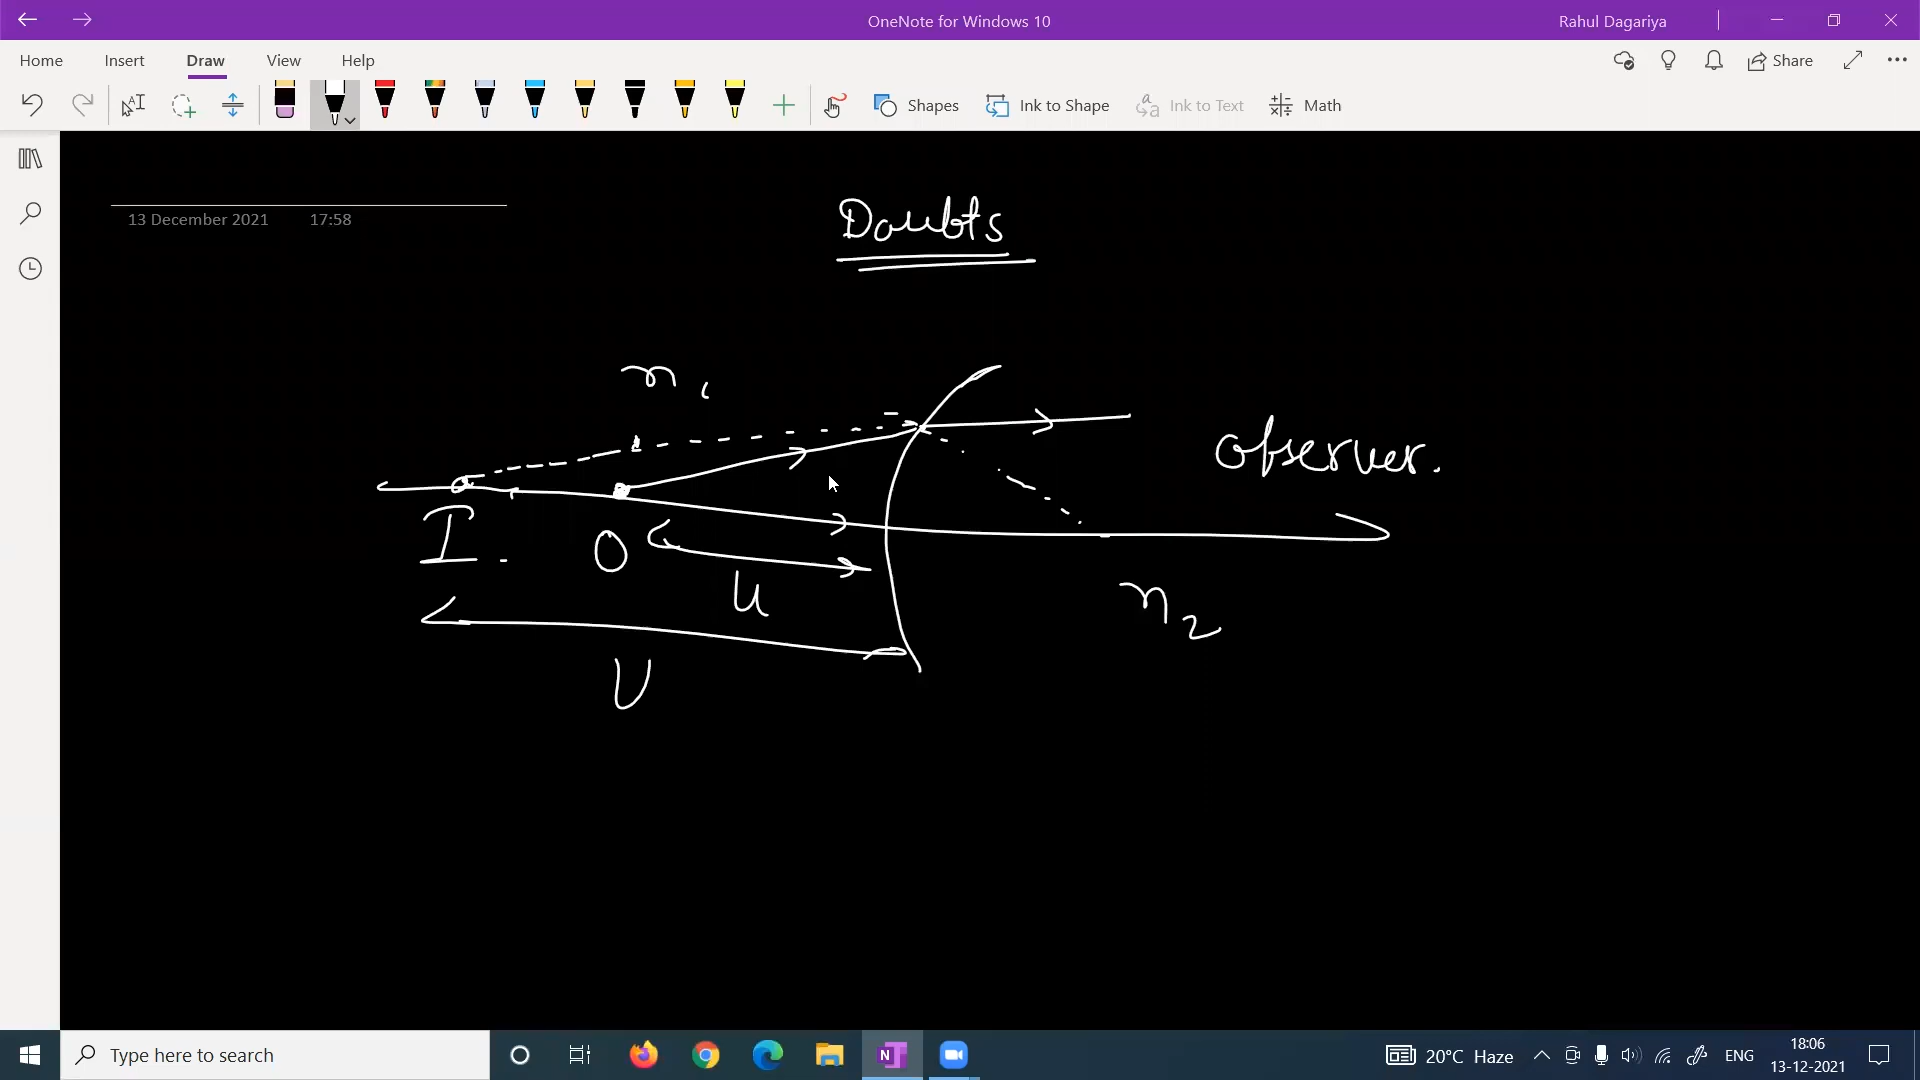 OneNote for Windows 10
Rahul Dagariya
Home Insert Draw View Help
Share
Shapes Ink to Shape Ink to Text Math
13 December 2021 17:58
Doubts
n₁
observer.
I. O
u
n₂
v
Type here to search
20°C Haze
ENG
18:06
13-12-2021